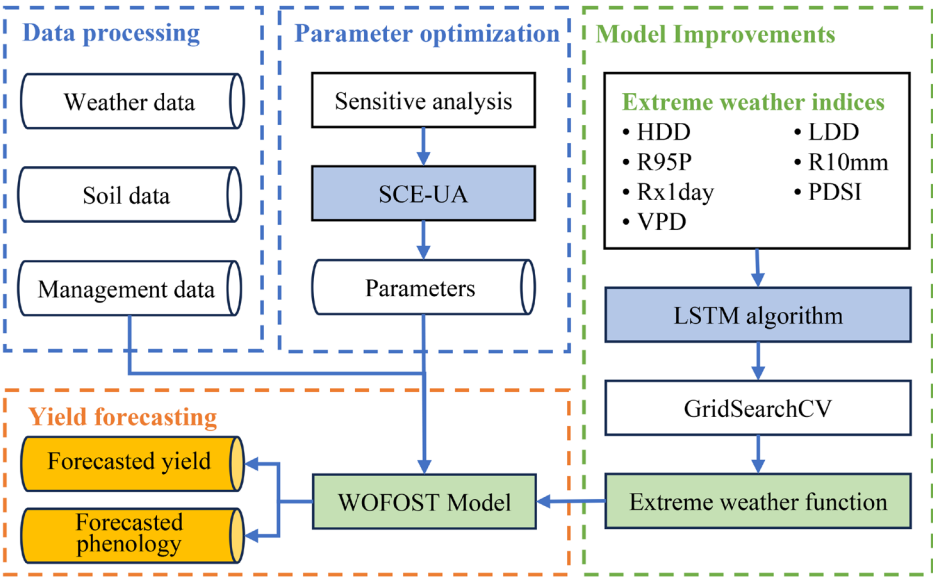 Data processing
Weather data
Soil data
Management data
Parameter optimization
Sensitive analysis
SCE-UA
Parameters
Model Improvements
Extreme weather indices
• HDD
• R95P
• Rx1day
• VPD
• LDD
• R10mm
• PDSI
LSTM algorithm
GridSearchCV
Extreme weather function
Yield forecasting
Forecasted yield
Forecasted
phenology
WOFOST Model